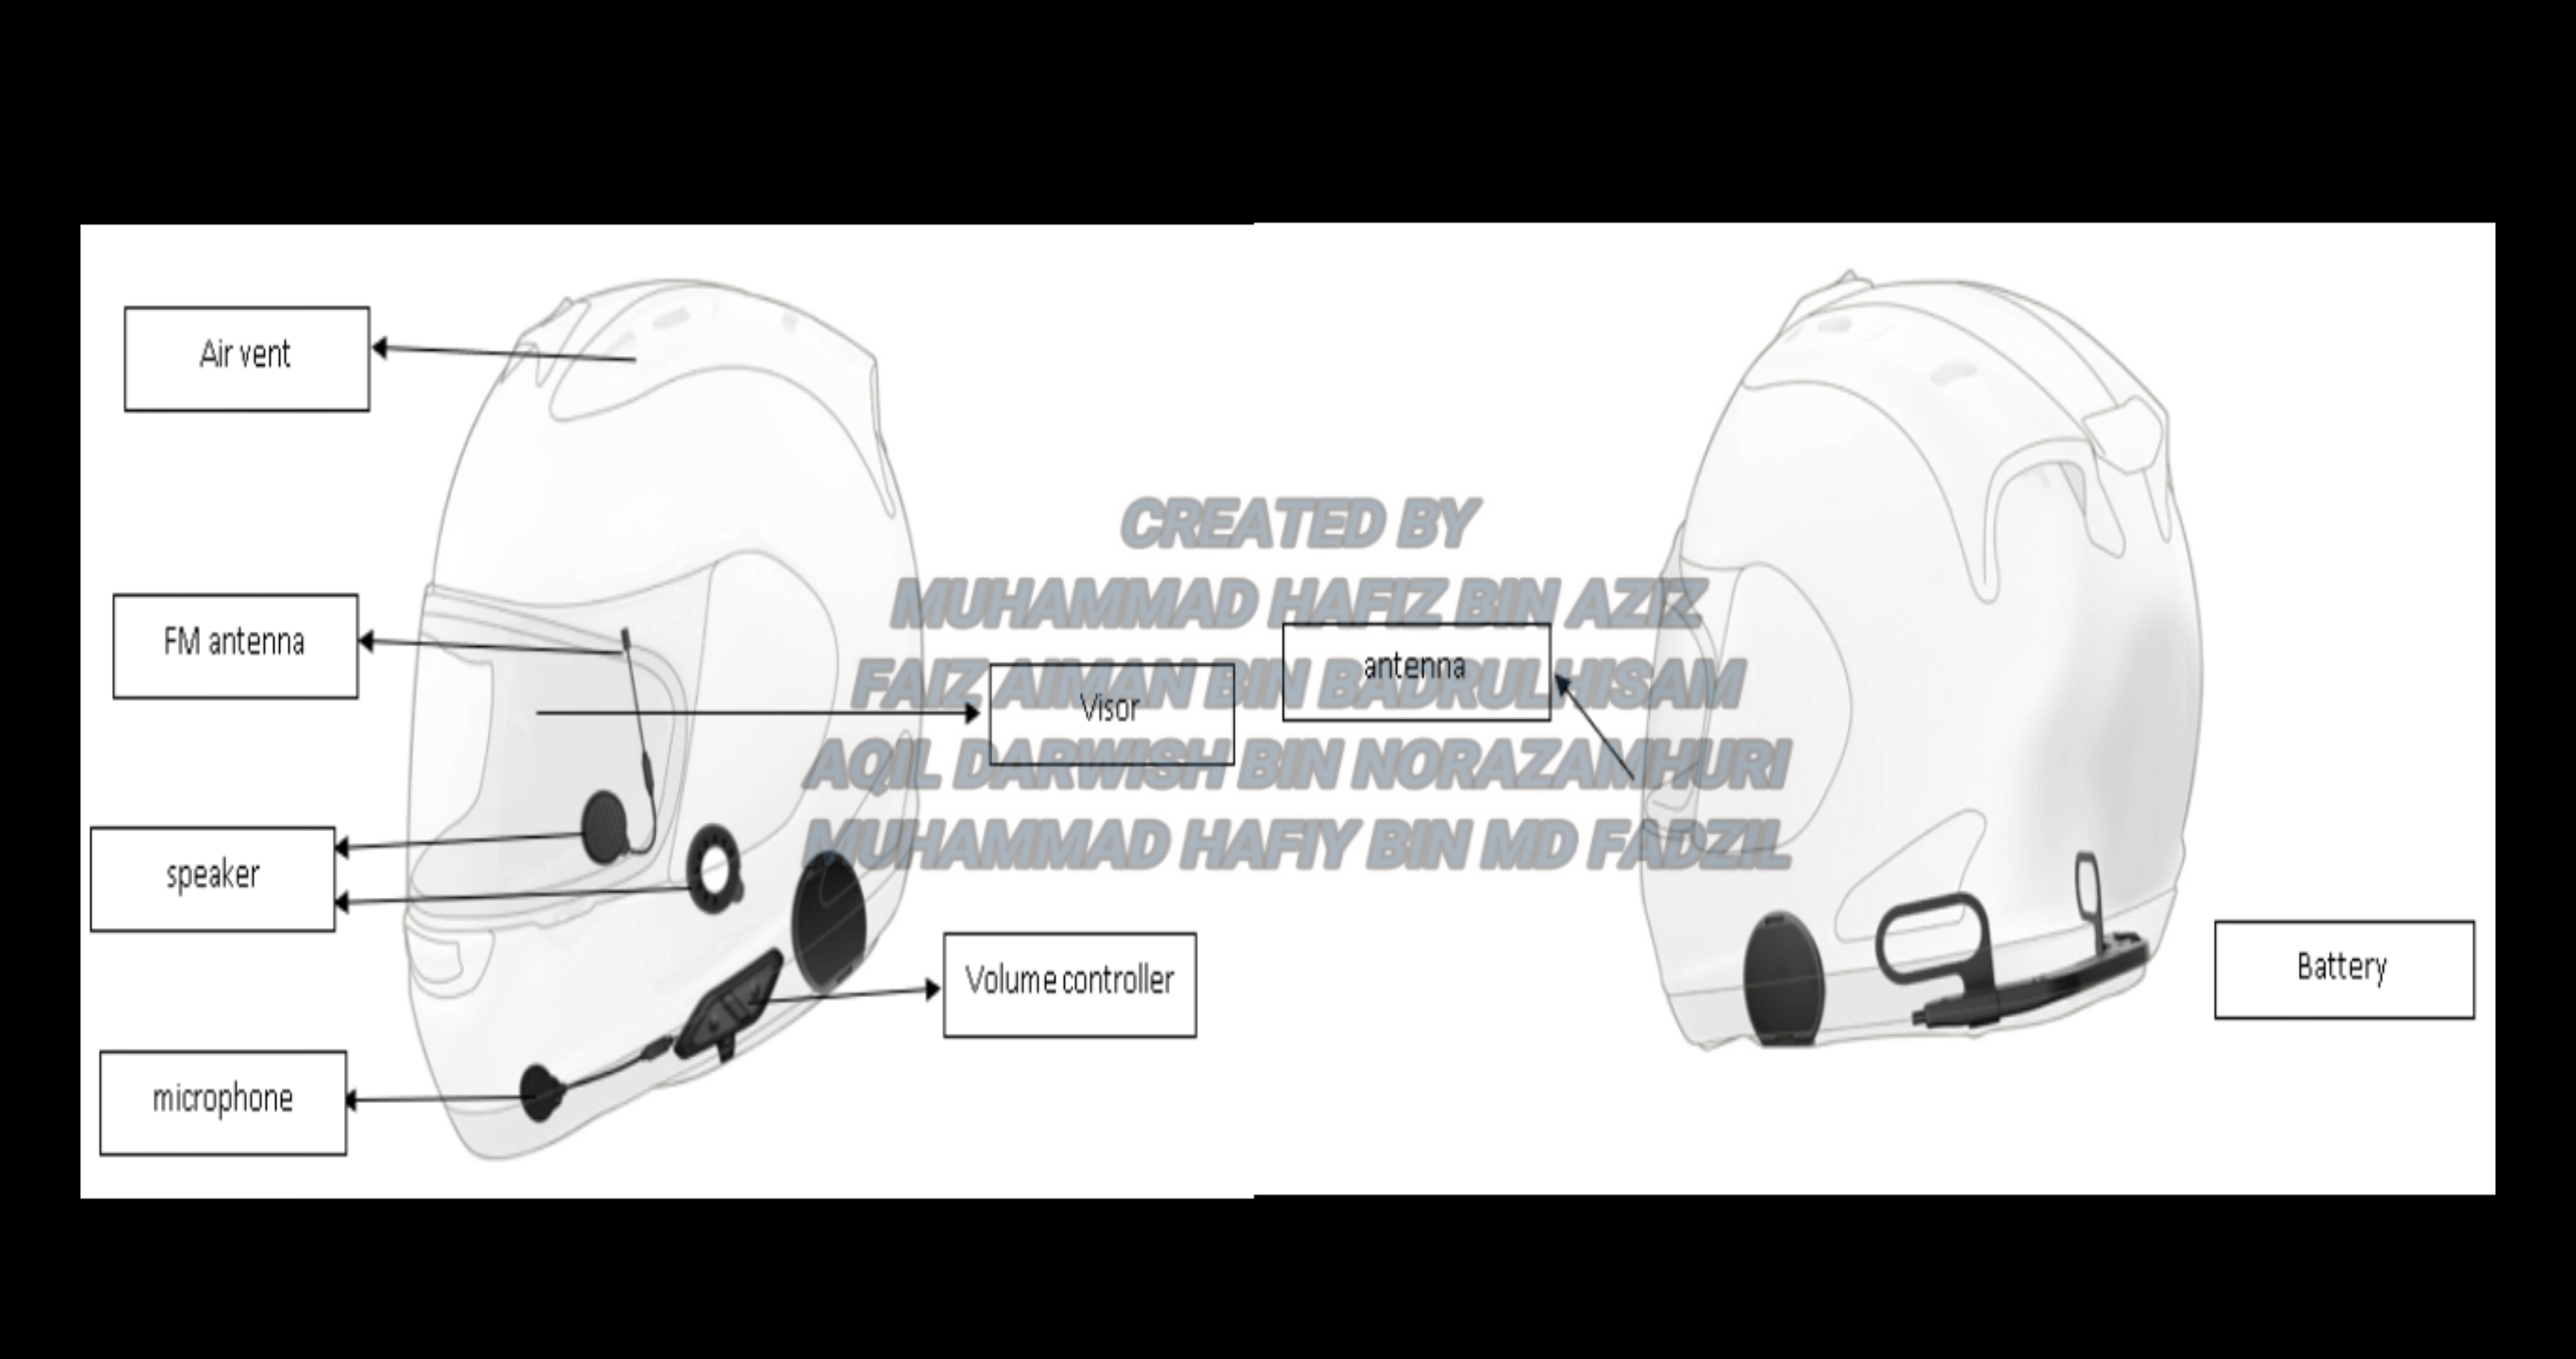 Air vent
FM antenna
speaker
microphone
Visor
Volume controller
CREATED BY
MUHAMMAD HAFIZ BIN AZIZ
FAIZ AIMAN BIN BADRULHISAM
AQIL DARWISH BIN NORAZAMHURI
MUHAMMAD HAFIY BIN MD FADZIL
antenna
Battery